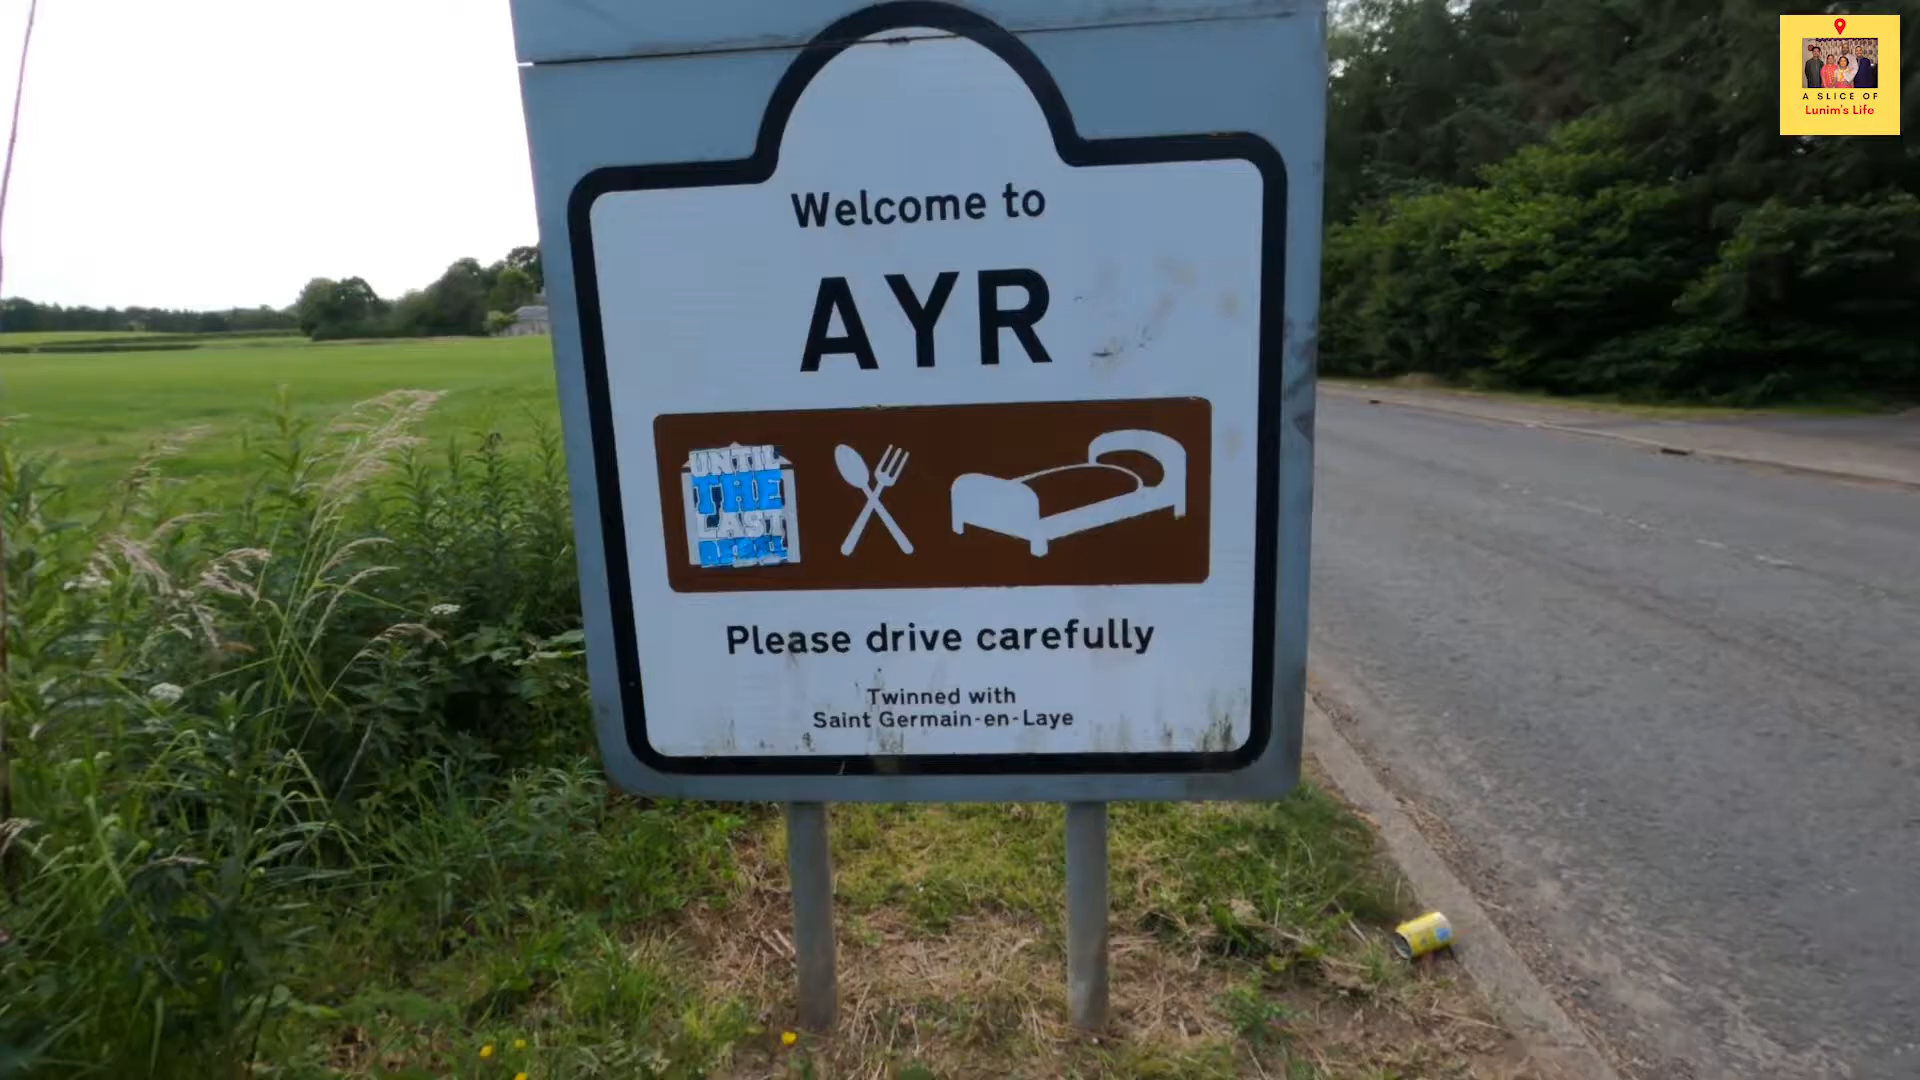 A SLICE OF
Lunim's Life
Welcome to
AYR
UNTIL
THE
LAST
Please drive carefully
Twinned with
Saint Germain-en-Laye